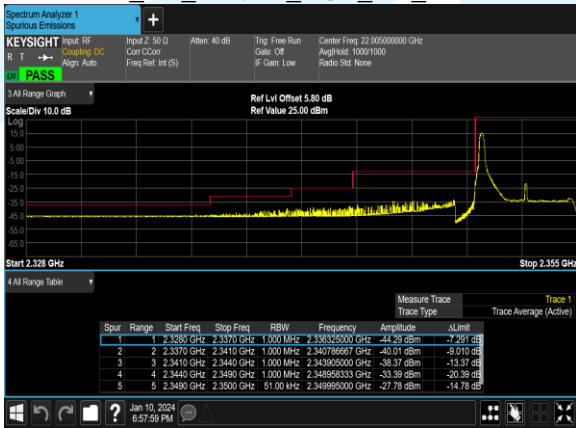 Spectrum Analyzer 1
Spurious Emissions
KEYSIGHT Input: RF Input Z: 50 Ω Atten: 40 dB Trig: Free Run Center Freq: 22.005000000 GHz
R T Coupling: DC Corr CCorr Gate: Off Avg|Hold: 1000/1000
Align: Auto Freq Ref: Int (S) IF Gain: Low Radio Std: None
PASS
3 All Range Graph
Ref Lvl Offset 5.80 dB
Scale/Div 10.0 dB Ref Value 25.00 dBm
Log
15.0
5.00
-5.00
-15.0
-25.0
-35.0
-45.0
-55.0
-65.0
Start 2.328 GHz Stop 2.355 GHz
4 All Range Table
Measure Trace Trace 1
Trace Type Trace Average (Active)
Spur Range Start Freq Stop Freq RBW Frequency Amplitude ΔLimit
1 1 2.3280 GHz 2.3370 GHz 1.000 MHz 2.336325000 GHz -44.29 dBm -7.291 dB
2 2 2.3370 GHz 2.3410 GHz 1.000 MHz 2.340786667 GHz -40.01 dBm -9.010 dB
3 3 2.3410 GHz 2.3440 GHz 1.000 MHz 2.343905000 GHz -38.37 dBm -13.37 dB
4 4 2.3440 GHz 2.3490 GHz 1.000 MHz 2.348958333 GHz -33.39 dBm -20.39 dB
5 5 2.3490 GHz 2.3500 GHz 51.00 kHz 2.349995000 GHz -27.78 dBm -14.78 dB
Jan 10, 2024
6:57:59 PM